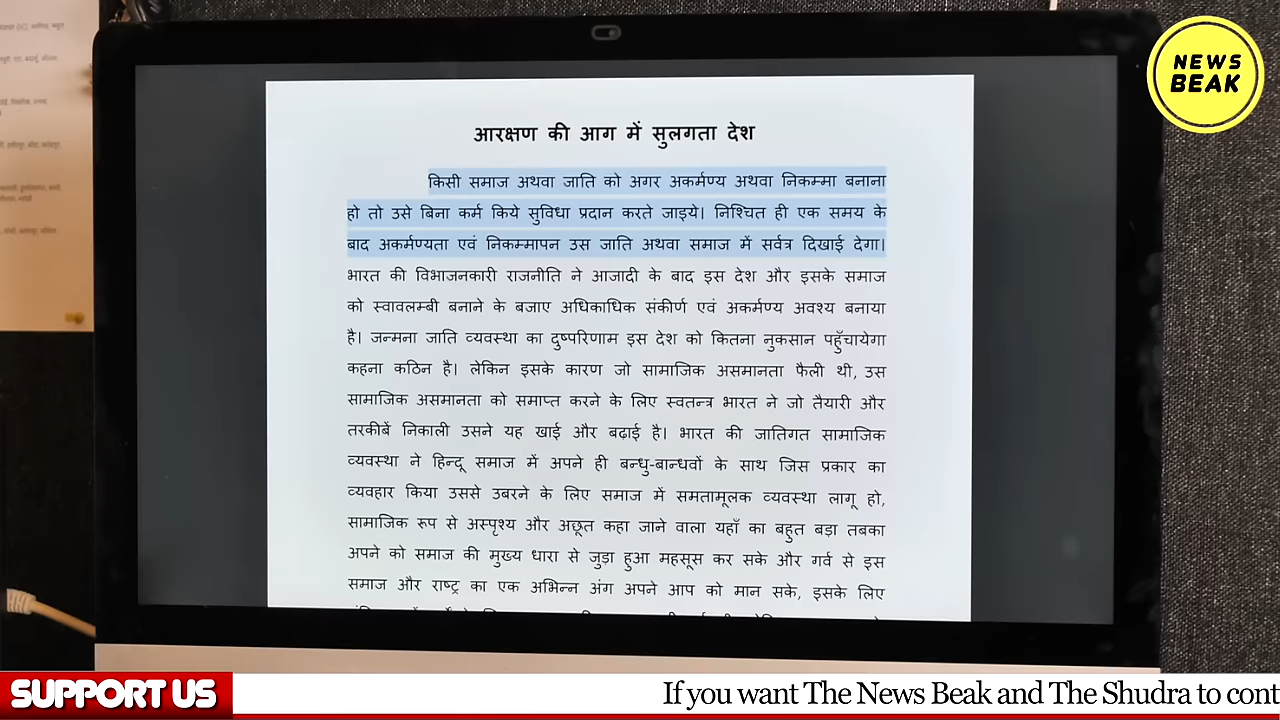 NEWS
BEAK
आरक्षण की आग में सुलगता देश
किसी समाज अथवा जाति को अगर अकर्मण्य अथवा निकम्मा बनाना
हो तो उसे बिना कर्म किये सुविधा प्रदान करते जाइये। निश्चित ही एक समय के
बाद अकर्मण्यता एवं निकम्मापन उस जाति अथवा समाज में सर्वत्र दिखाई देगा।
भारत की विभाजनकारी राजनीति ने आजादी के बाद इस देश और इसके समाज
को स्वावलम्बी बनाने के बजाए अधिकाधिक संकीर्ण एवं अकर्मण्य अवश्य बनाया
है। जन्मना जाति व्यवस्था का दुष्परिणाम इस देश को कितना नुकसान पहुँचायेगा
कहना कठिन है। लेकिन इसके कारण जो सामाजिक असमानता फैली थी, उस
सामाजिक असमानता को समाप्त करने के लिए स्वतन्त्र भारत ने जो तैयारी और
तरकीबें निकाली उसने यह खाई और बढ़ाई है। भारत की जातिगत सामाजिक
व्यवस्था ने हिन्दू समाज में अपने ही बन्धु-बान्धवों के साथ जिस प्रकार का
व्यवहार किया उससे उबरने के लिए समाज में समतामूलक व्यवस्था लागू हो,
सामाजिक रूप से अस्पृश्य और अछूत कहा जाने वाला यहाँ का बहुत बड़ा तबका
अपने को समाज की मुख्य धारा से जुड़ा हुआ महसूस कर सके और गर्व से इस
समाज और राष्ट्र का एक अभिन्न अंग अपने आप को मान सके, इसके लिए
SUPPORT US
If you want The News Beak and The Shudra to cont